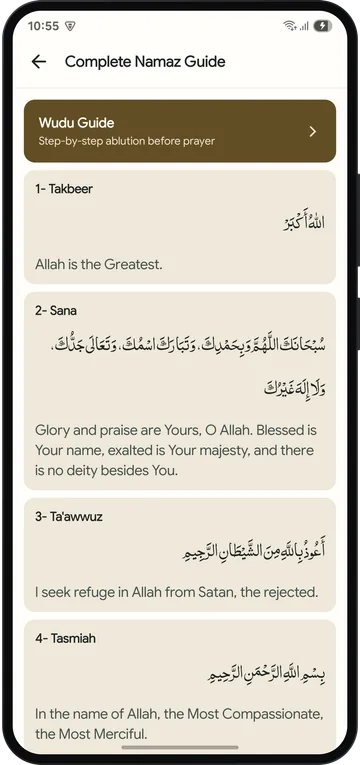 10:55
Complete Namaz Guide
Wudu Guide
Step-by-step ablution before prayer
1- Takbeer
اللهُ أَكْبَرْ
Allah is the Greatest.
2- Sana
سُبْحَانَكَ اللَّهُمَّ وَبِحَمْدِكَ، وَتَبَارَكَ اسْمُكَ، وَتَعَالَى جَدُّكَ،
وَلَا إِلَهَ غَيْرُكَ
Glory and praise are Yours, O Allah. Blessed is
Your name, exalted is Your majesty, and there
is no deity besides You.
3- Ta'awwuz
أَعُوذُ بِاللَّهِ مِنَ الشَّيْطَانِ الرَّجِيمِ
I seek refuge in Allah from Satan, the rejected.
4- Tasmiah
بِسْمِ اللَّهِ الرَّحْمَنِ الرَّحِيمِ
In the name of Allah, the Most Compassionate,
the Most Merciful.